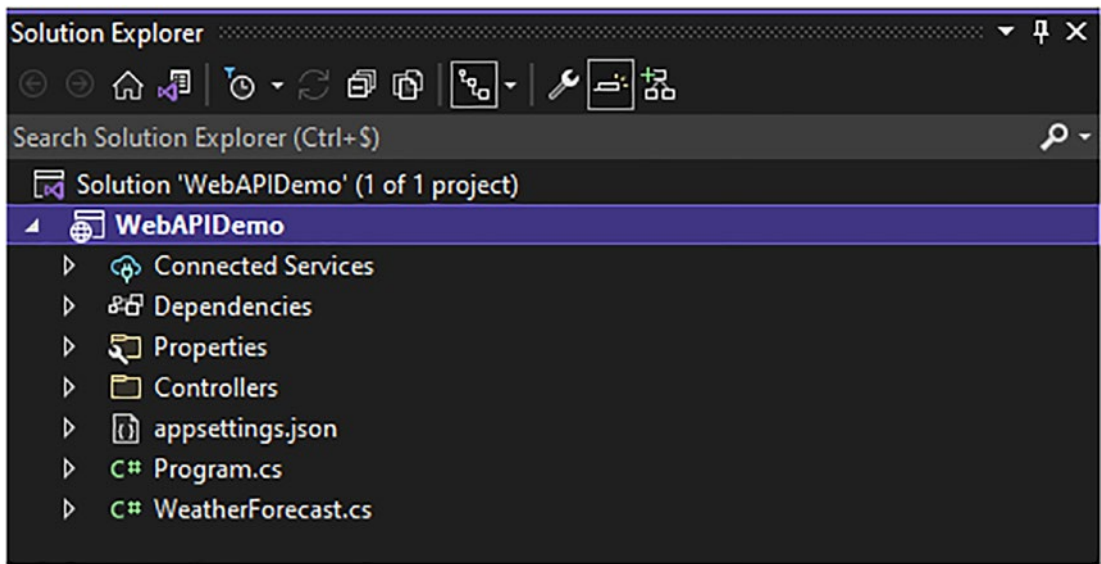 Solution Explorer
Search Solution Explorer (Ctrl+$)
Solution 'WebAPIDemo' (1 of 1 project)
WebAPIDemo
Connected Services
Dependencies
Properties
Controllers
appsettings.json
C# Program.cs
C# WeatherForecast.cs